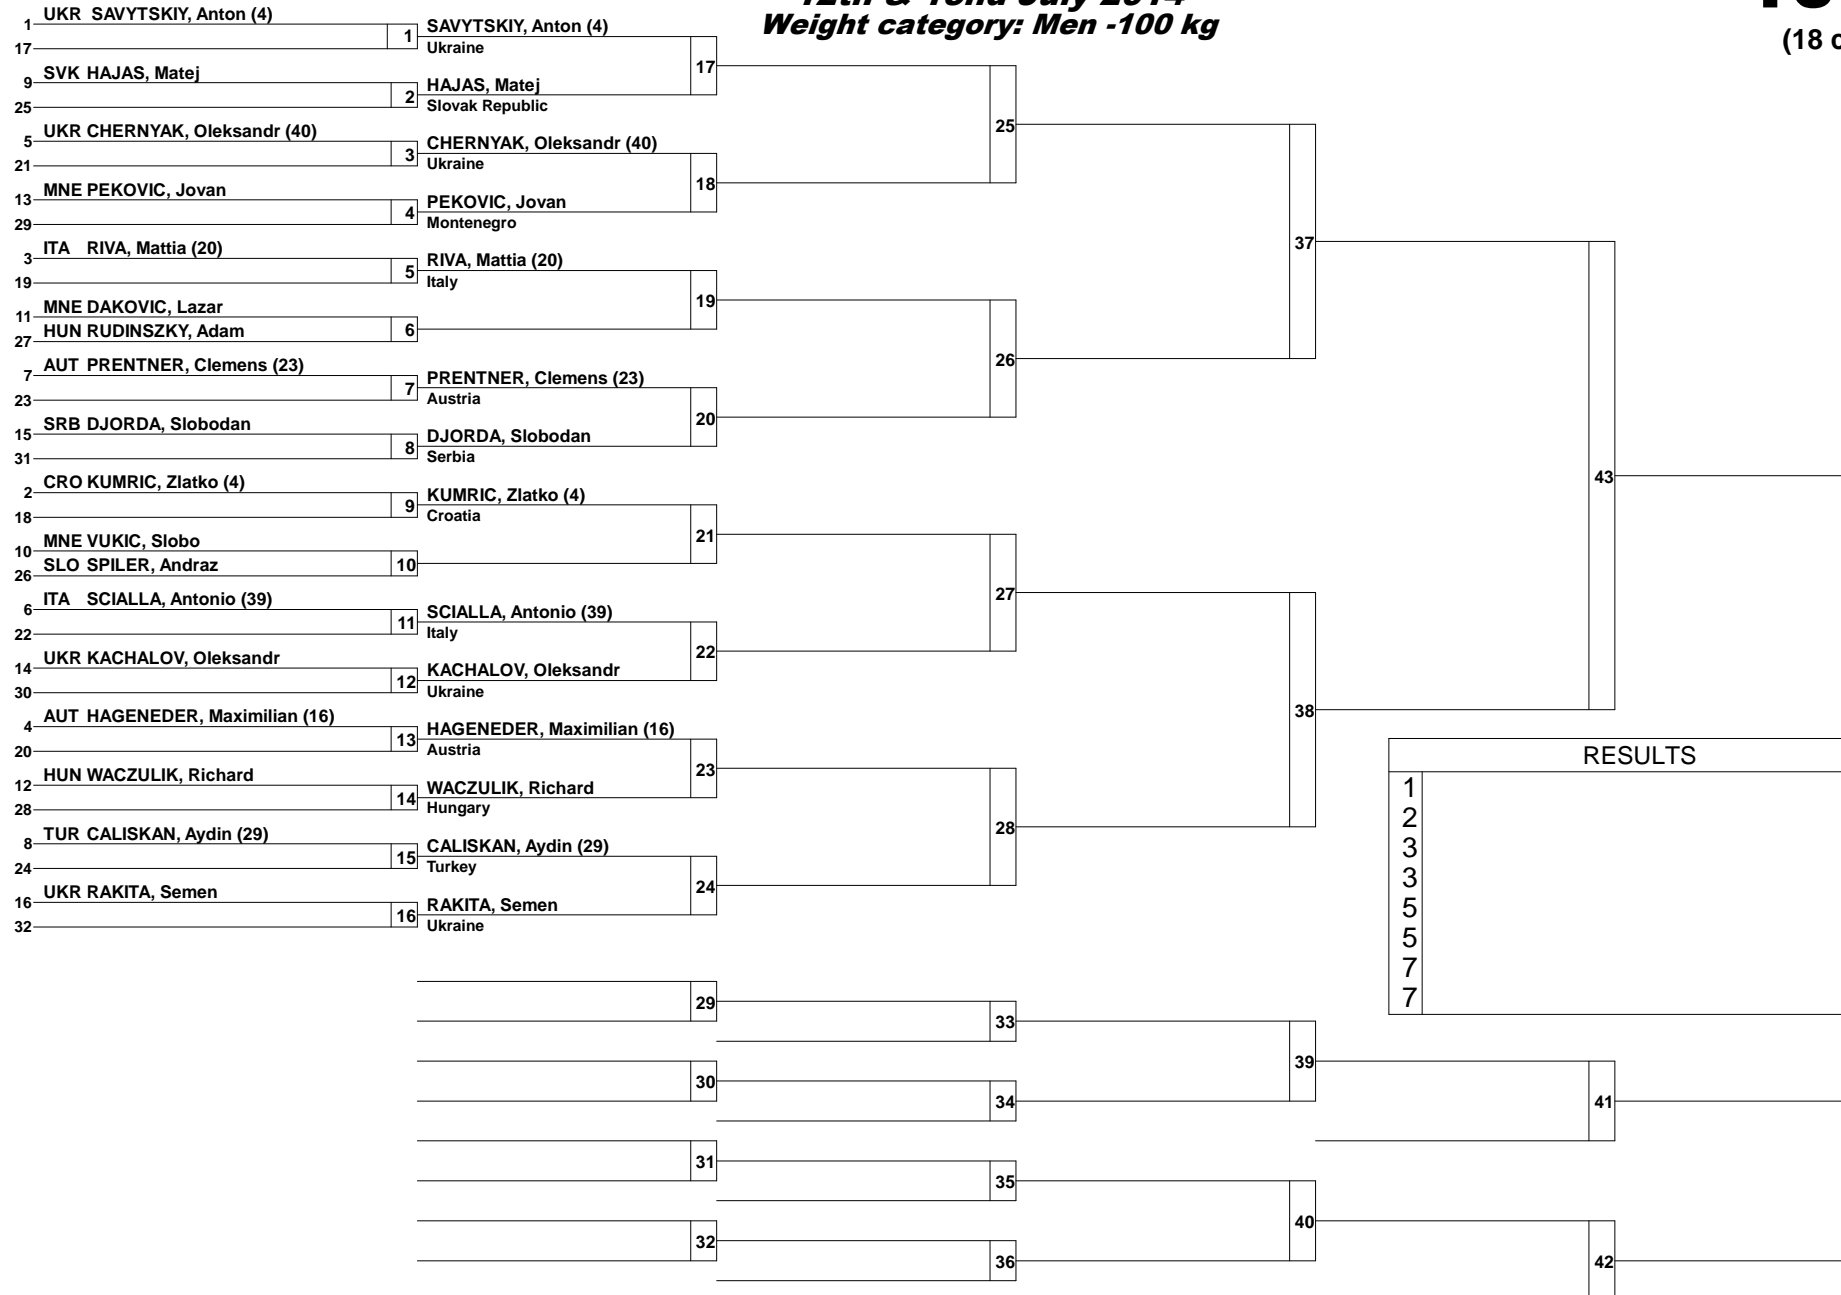 12th & 13nd July 2014
Weight category: Men -100 kg
(18 c
1 UKR SAVYTSKIY, Anton (4)
17
1 SAVYTSKIY, Anton (4)
Ukraine
9 SVK HAJAS, Matej
25
2 HAJAS, Matej
Slovak Republic
5 UKR CHERNYAK, Oleksandr (40)
21
3 CHERNYAK, Oleksandr (40)
Ukraine
13 MNE PEKOVIC, Jovan
29
4 PEKOVIC, Jovan
Montenegro
3 ITA RIVA, Mattia (20)
19
5 RIVA, Mattia (20)
Italy
11 MNE DAKOVIC, Lazar
27 HUN RUDINSZKY, Adam
6
7 AUT PRENTNER, Clemens (23)
23
7 PRENTNER, Clemens (23)
Austria
15 SRB DJORDA, Slobodan
31
8 DJORDA, Slobodan
Serbia
2 CRO KUMRIC, Zlatko (4)
18
9 KUMRIC, Zlatko (4)
Croatia
10 MNE VUKIC, Slobo
26 SLO SPILER, Andraz
10
6 ITA SCIALLA, Antonio (39)
22
11 SCIALLA, Antonio (39)
Italy
14 UKR KACHALOV, Oleksandr
30
12 KACHALOV, Oleksandr
Ukraine
4 AUT HAGENEDER, Maximilian (16)
20
13 HAGENEDER, Maximilian (16)
Austria
12 HUN WACZULIK, Richard
28
14 WACZULIK, Richard
Hungary
8 TUR CALISKAN, Aydin (29)
24
15 CALISKAN, Aydin (29)
Turkey
16 UKR RAKITA, Semen
32
16 RAKITA, Semen
Ukraine
17
18
19
20
21
22
23
24
25
26
27
28
37
38
43
RESULTS
1
2
3
3
5
5
7
7
29
30
31
32
33
34
35
36
39
40
41
42